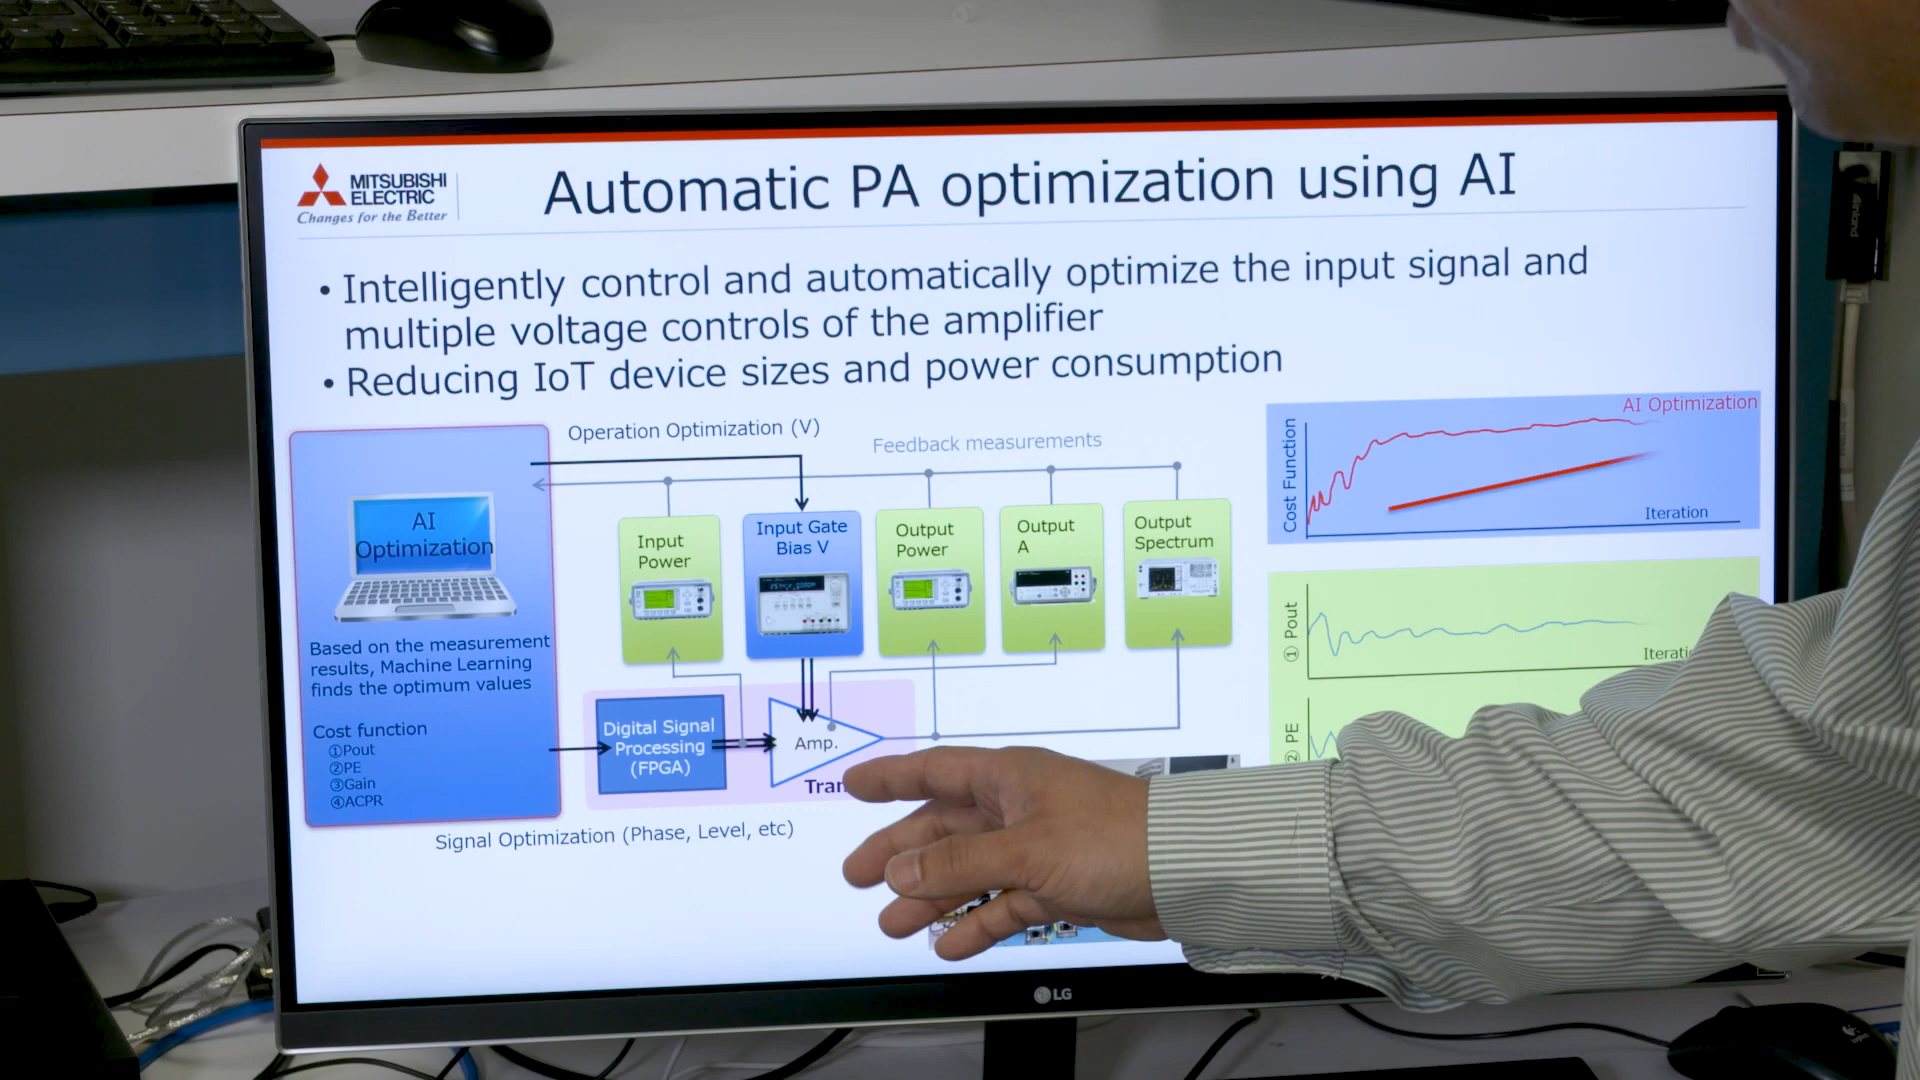 MITSUBISHI
ELECTRIC
Changes for the Better
Automatic PA optimization using AI
• Intelligently control and automatically optimize the input signal and
multiple voltage controls of the amplifier
• Reducing IoT device sizes and power consumption
Operation Optimization (V)
Feedback measurements
AI
Optimization
Based on the measurement
results, Machine Learning
finds the optimum values
Cost function
①Pout
②PE
③Gain
④ACPR
Input
Power
Input Gate
Bias V
Output
Power
Output
A
Output
Spectrum
Digital Signal
Processing
(FPGA)
Amp.
Tran
Signal Optimization (Phase, Level, etc)
AI Optimization
Cost Function
Iteration
① Pout
Iterati
② PE
LG